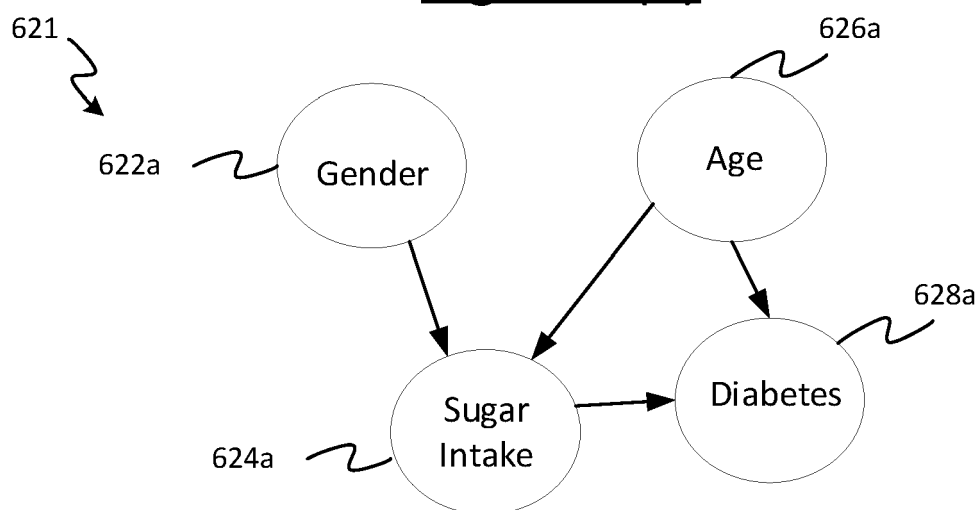 621
626a
622a
Gender
Age
628a
Sugar
Intake
Diabetes
624a